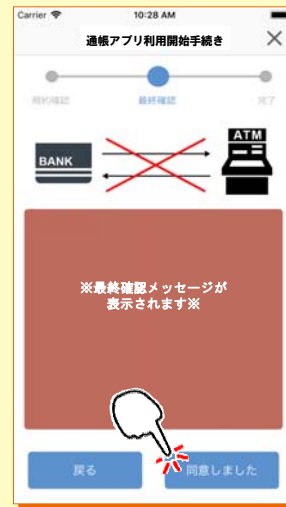 Carrier 10:28 AM
通帳アプリ利用開始手続き
規約確認 最終確認 完了
BANK ATM
※最終確認メッセージが
表示されます※
戻る 同意しました